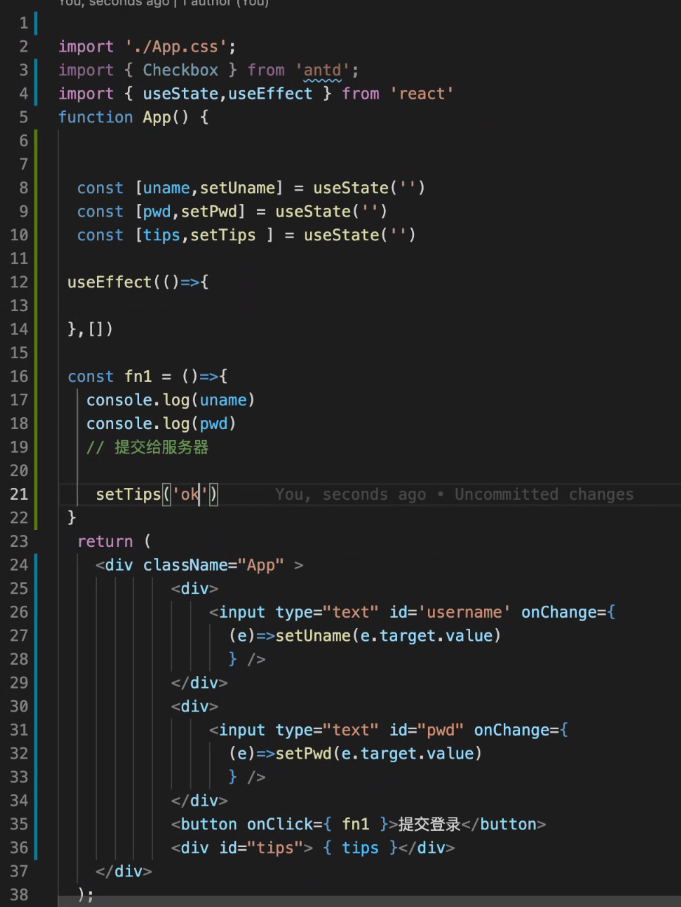 You, seconds ago | 1 author (You)
1
2 import './App.css';
3 import { Checkbox } from 'antd';
4 import { useState,useEffect } from 'react'
5 function App() {
6
7
8 const [uname,setUname] = useState('')
9 const [pwd,setPwd] = useState('')
10 const [tips,setTips ] = useState('')
11
12 useEffect(()=>{
13
14 },[])
15
16 const fn1 = ()=>{
17 console.log(uname)
18 console.log(pwd)
19 // 提交给服务器
20
21 setTips('ok') You, seconds ago • Uncommitted changes
22 }
23 return (
24 <div className="App" >
25 <div>
26 <input type="text" id='username' onChange={
27 (e)=>setUname(e.target.value)
28 } />
29 </div>
30 <div>
31 <input type="text" id="pwd" onChange={
32 (e)=>setPwd(e.target.value)
33 } />
34 </div>
35 <button onClick={ fn1 }>提交登录</button>
36 <div id="tips"> { tips }</div>
37 </div>
38 );